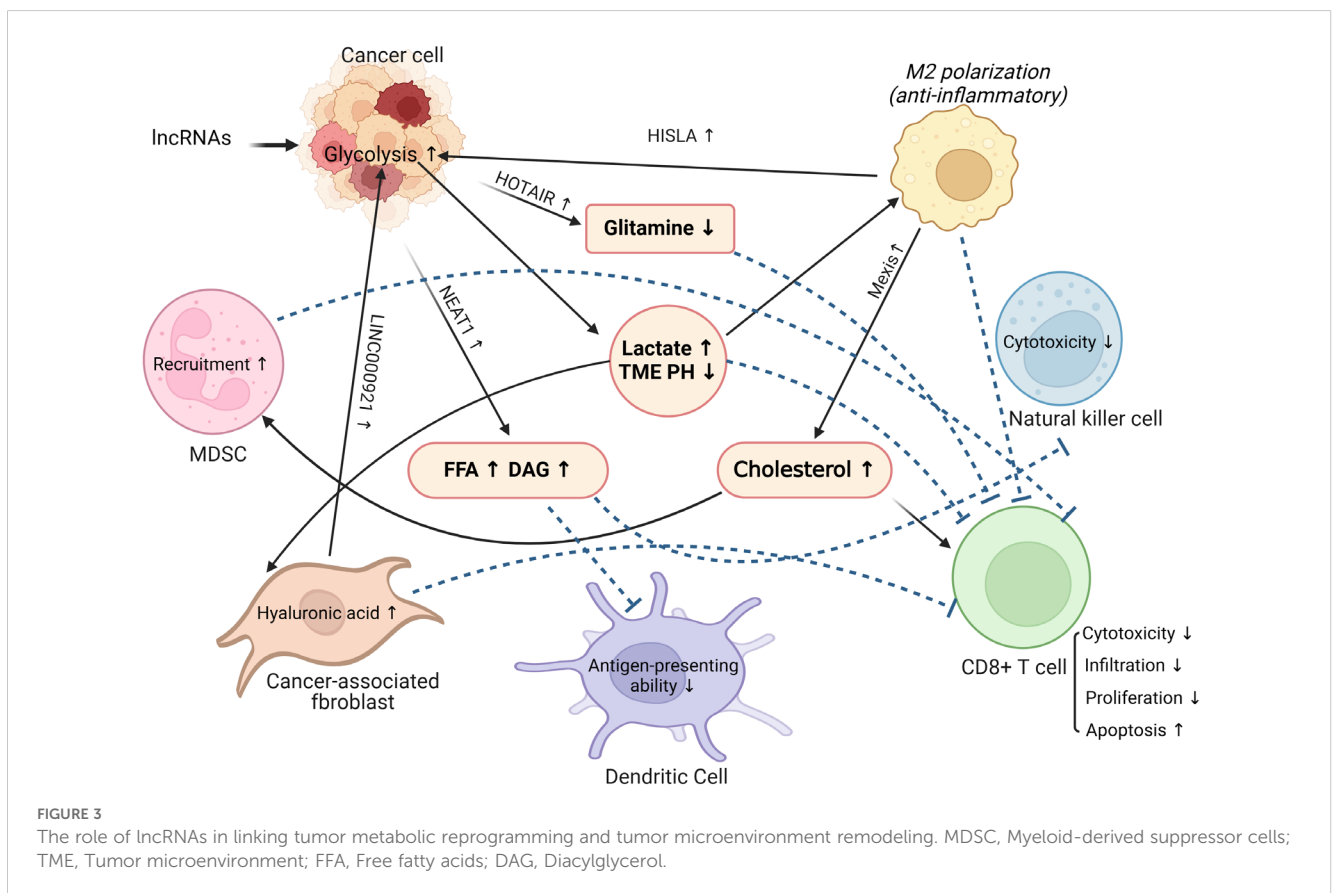 Cancer cell
M2 polarization
(anti-inflammatory)
lncRNAs
Glycolysis ↑
HISLA ↑
HOTAIR ↑
Glitamine ↓
Mexis↑
NEAT1 ↑
LINC000921 ↑
Lactate ↑
TME PH ↓
Cytotoxicity ↓
Natural killer cell
Recruitment ↑
MDSC
FFA ↑ DAG ↑
Cholesterol ↑
Hyaluronic acid ↑
Cancer-associated
fbroblast
Antigen-presenting
ability ↓
Dendritic Cell
CD8+ T cell
Cytotoxicity ↓
Infiltration ↓
Proliferation ↓
Apoptosis ↑
FIGURE 3
The role of lncRNAs in linking tumor metabolic reprogramming and tumor microenvironment remodeling. MDSC, Myeloid-derived suppressor cells;
TME, Tumor microenvironment; FFA, Free fatty acids; DAG, Diacylglycerol.